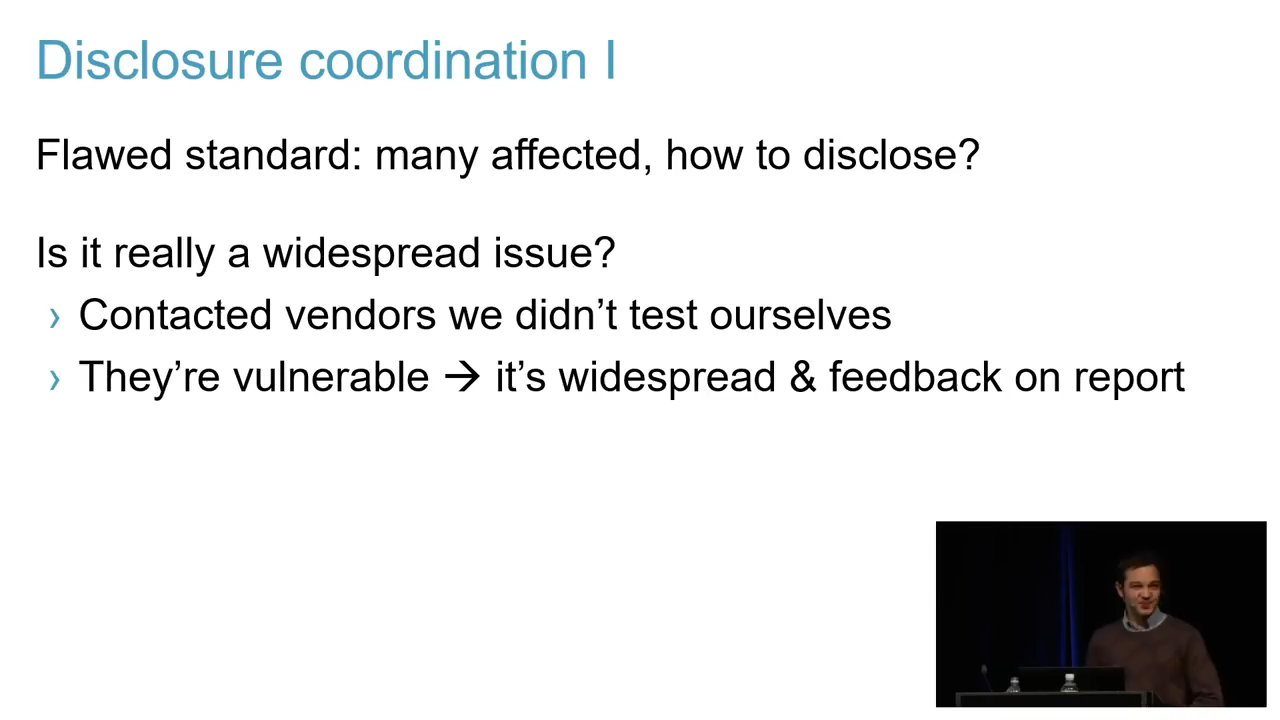 Disclosure coordination I
Flawed standard: many affected, how to disclose?
Is it really a widespread issue?
› Contacted vendors we didn’t test ourselves
› They’re vulnerable → it’s widespread & feedback on report